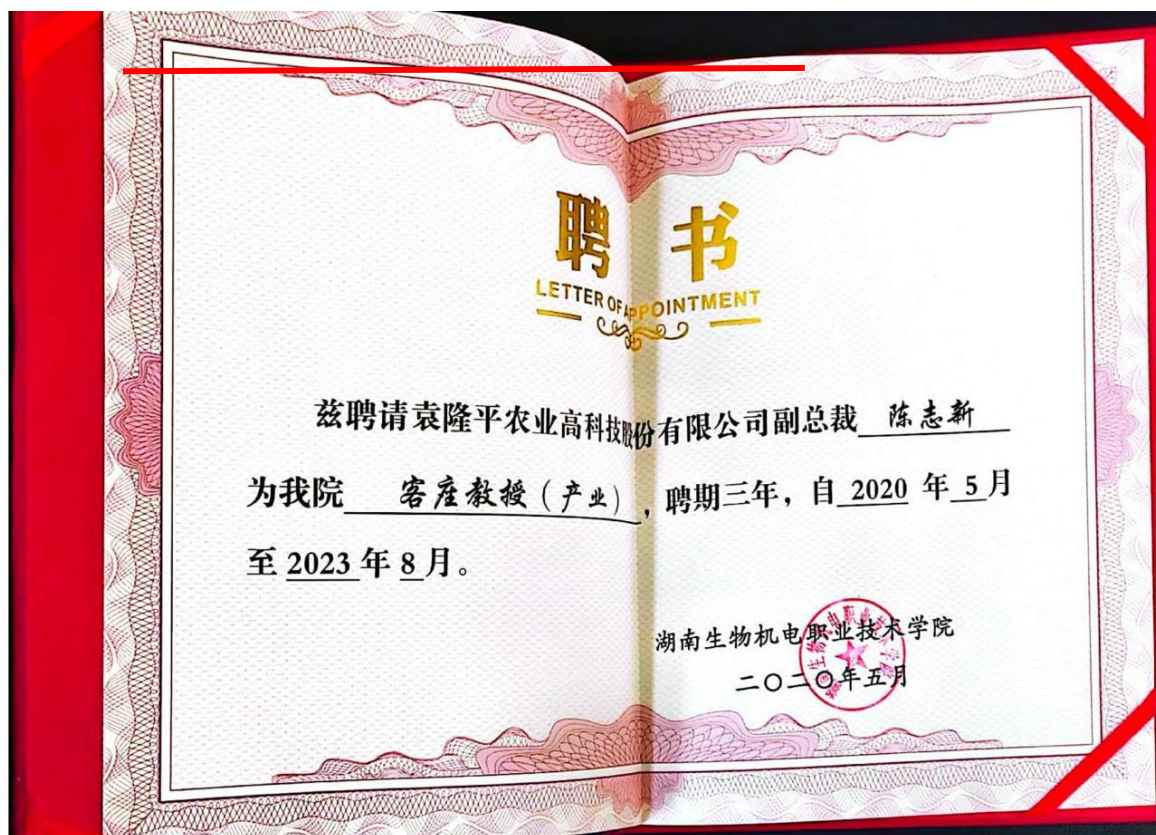 聘 书
LETTER OF APPOINTMENT
兹聘请袁隆平农业高科技股份有限公司副总裁 陈志新
为我院 客座教授（产业），聘期三年，自 2020 年 5 月
至 2023 年 8 月。
湖南生物机电职业技术学院
二〇二〇年五月